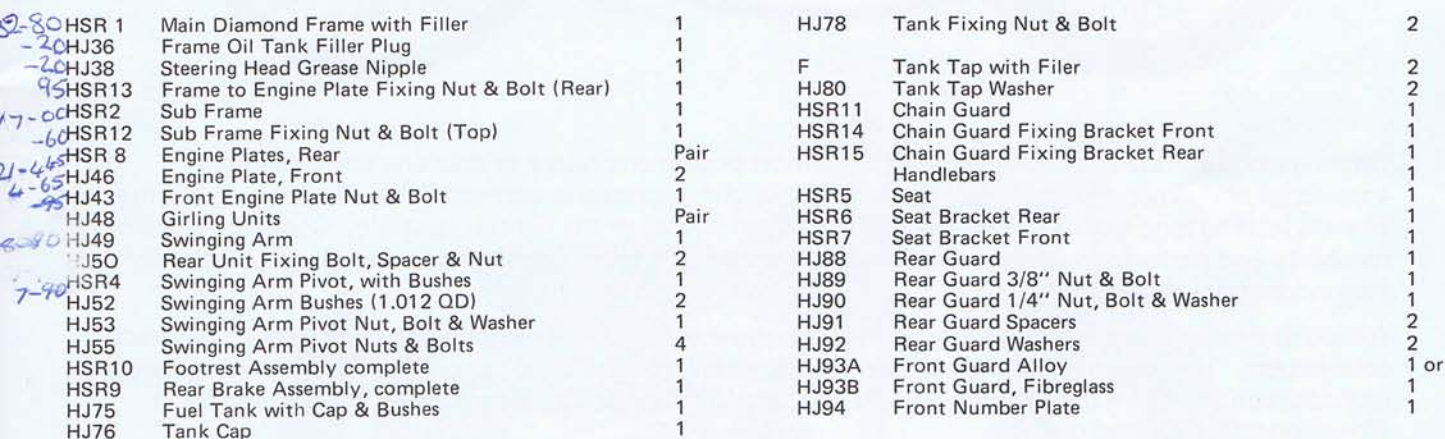 HSR 1 Main Diamond Frame with Filler 1
-20 HJ36 Frame Oil Tank Filler Plug 1
-20 HJ38 Steering Head Grease Nipple 1
95 HSR13 Frame to Engine Plate Fixing Nut & Bolt (Rear) 1
HSR2 Sub Frame 1
-60 HSR12 Sub Frame Fixing Nut & Bolt (Top) 1
21-45 HSR 8 Engine Plates, Rear Pair
4-65 HJ46 Engine Plate, Front 2
-95 HJ43 Front Engine Plate Nut & Bolt 1
HJ48 Girling Units Pair
HJ49 Swinging Arm 1
HJ50 Rear Unit Fixing Bolt, Spacer & Nut 2
HSR4 Swinging Arm Pivot, with Bushes 1
7-90 HJ52 Swinging Arm Bushes (1.012 OD) 2
HJ53 Swinging Arm Pivot Nut, Bolt & Washer 1
HJ55 Swinging Arm Pivot Nuts & Bolts 4
HSR10 Footrest Assembly complete 1
HSR9 Rear Brake Assembly, complete 1
HJ75 Fuel Tank with Cap & Bushes 1
HJ76 Tank Cap 1
HJ78 Tank Fixing Nut & Bolt 2
F Tank Tap with Filer 2
HJ80 Tank Tap Washer 2
HSR11 Chain Guard 1
HSR14 Chain Guard Fixing Bracket Front 1
HSR15 Chain Guard Fixing Bracket Rear 1
Handlebars 1
HSR5 Seat 1
HSR6 Seat Bracket Rear 1
HSR7 Seat Bracket Front 1
HJ88 Rear Guard 1
HJ89 Rear Guard 3/8" Nut & Bolt 1
HJ90 Rear Guard 1/4" Nut, Bolt & Washer 1
HJ91 Rear Guard Spacers 2
HJ92 Rear Guard Washers 2
HJ93A Front Guard Alloy 1 or
HJ93B Front Guard, Fibreglass 1
HJ94 Front Number Plate 1